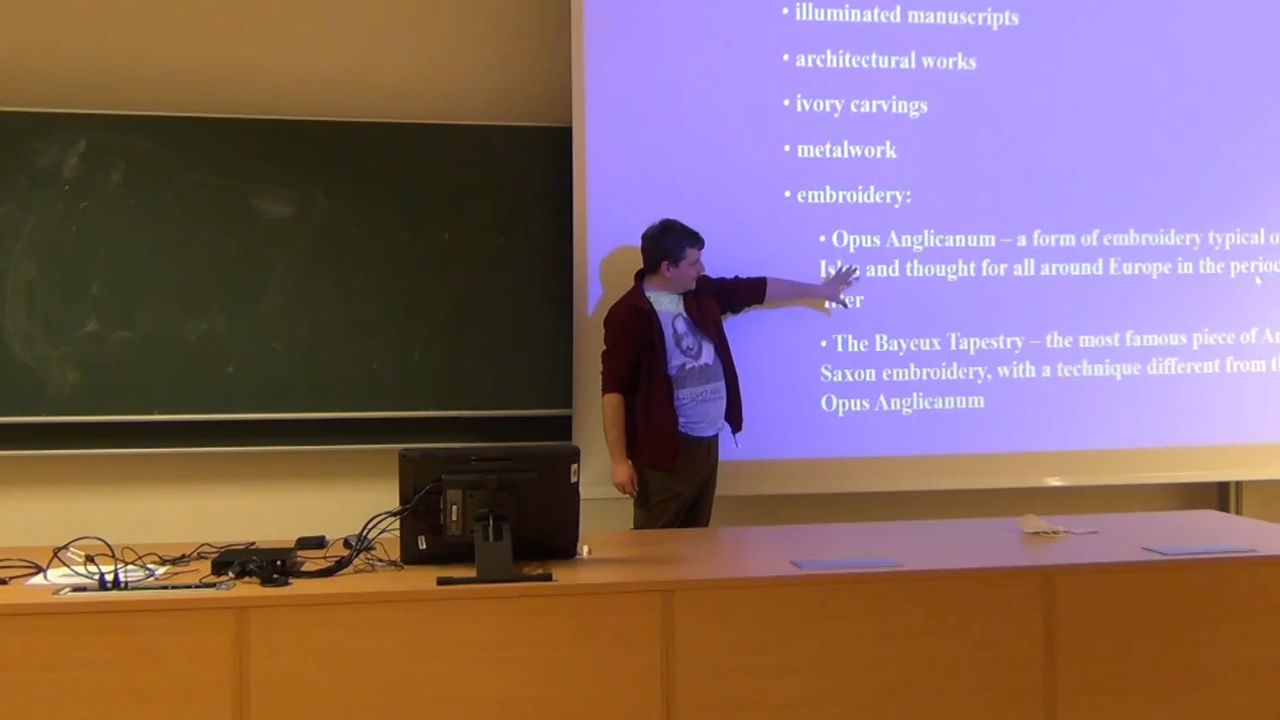 • illuminated manuscripts
• architectural works
• ivory carvings
• metalwork
• embroidery:
• Opus Anglicanum – a form of embroidery typical
and thought for all around Europe in the period
• The Bayeux Tapestry – the most famous piece of
Saxon embroidery, with a technique different from
Opus Anglicanum